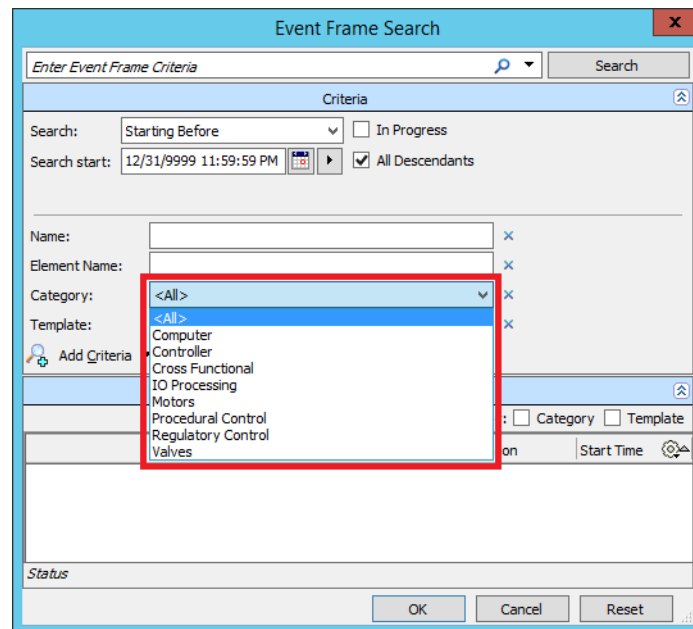 Event Frame Search
x
Enter Event Frame Criteria
Search
Criteria
Search: Starting Before In Progress
Search start: 12/31/9999 11:59:59 PM All Descendants
Name:
Element Name:
Category: <All>
Template: <All>
Computer
Add Criteria Controller
Cross Functional
IO Processing
Motors
Procedural Control : Category Template
Regulatory Control
Valves on Start Time
Status
OK Cancel Reset